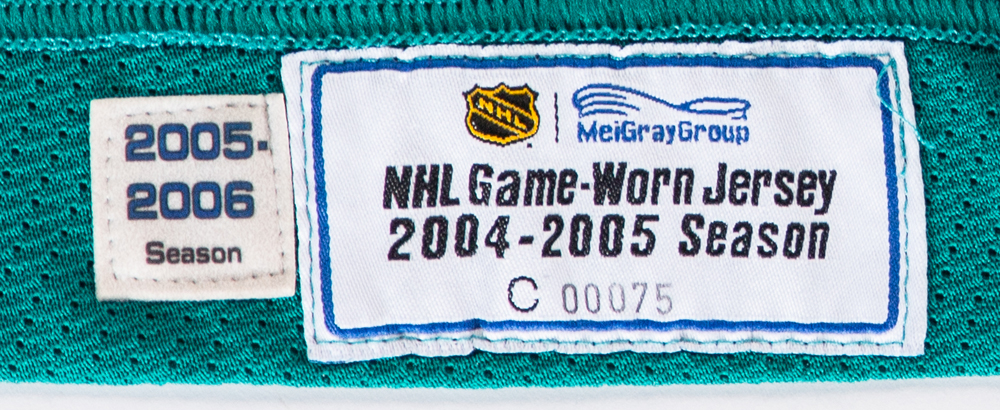 2005-
2006
Season
NHL
MeiGrayGroup
NHL Game-Worn Jersey
2004-2005 Season
C 00075